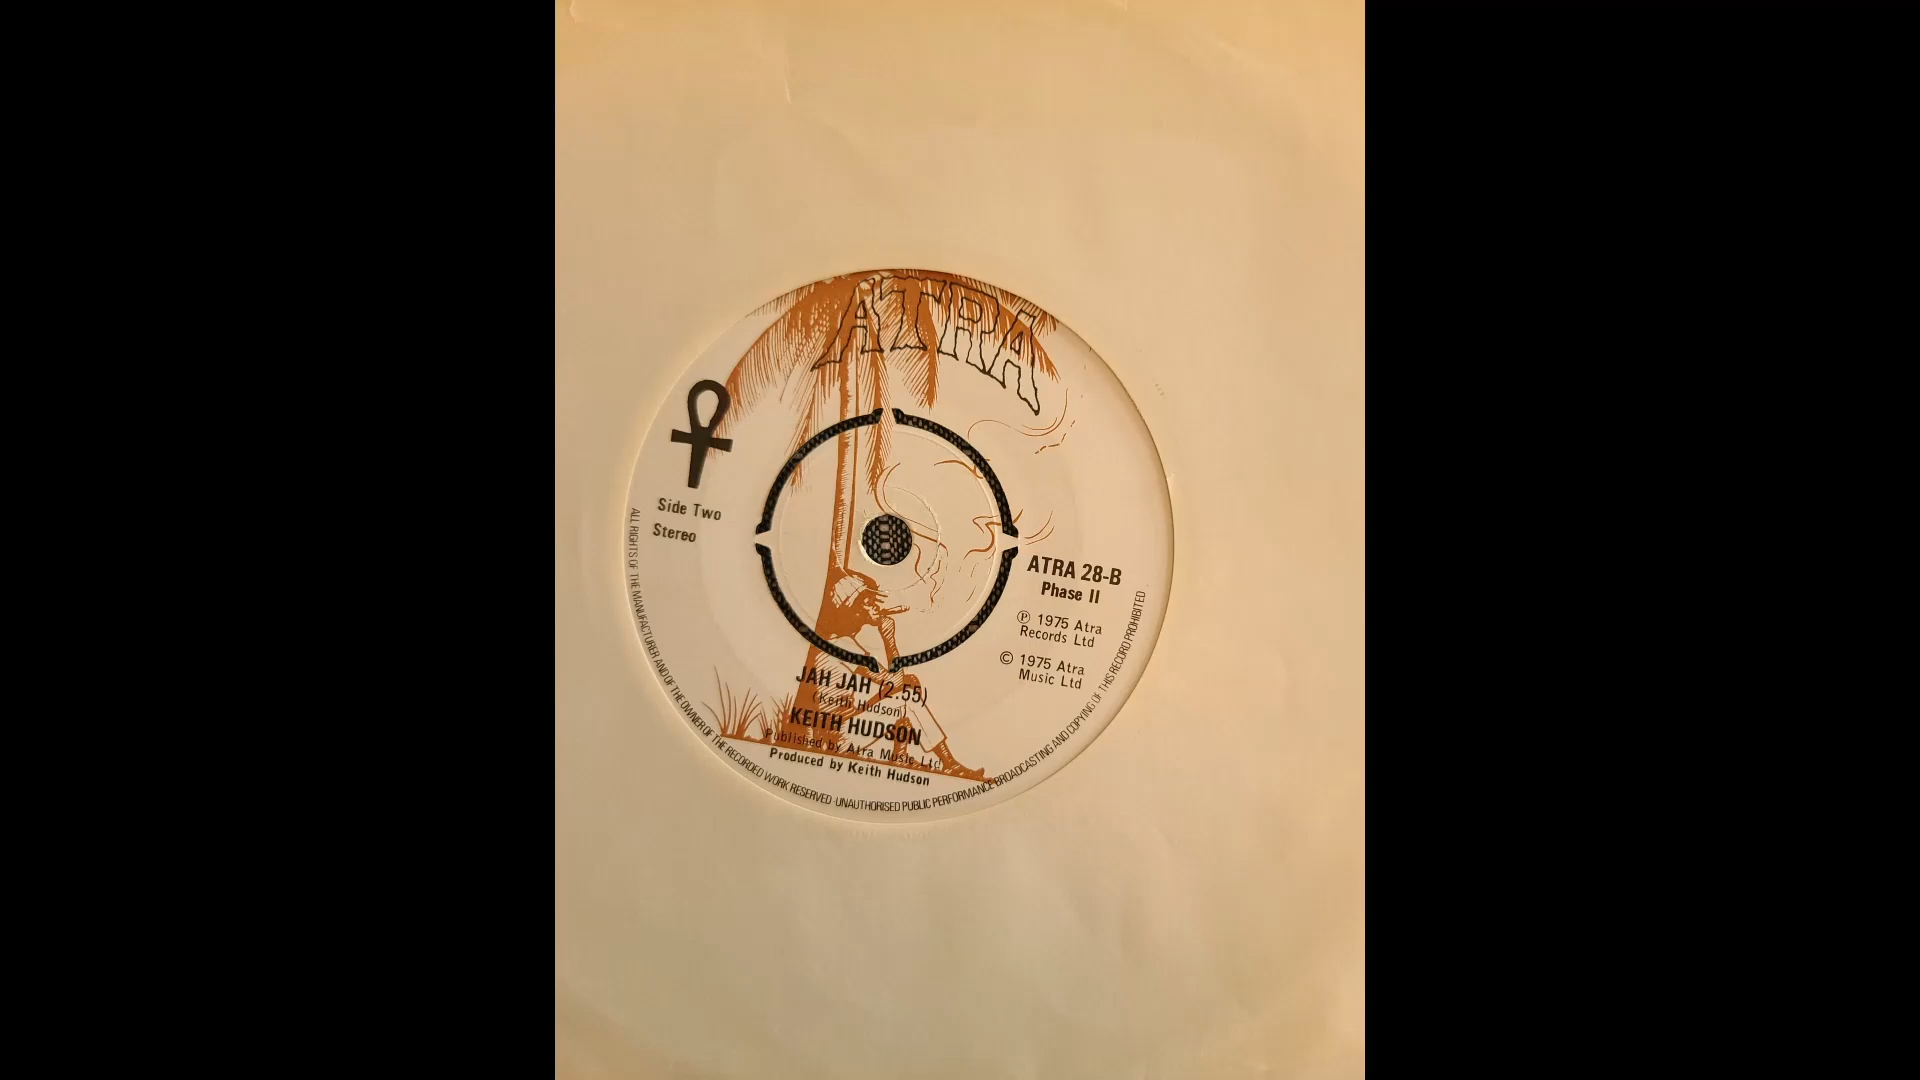 ATRA
Side Two
Stereo
ATRA 28-B
Phase II
Ⓟ 1975 Atra
Records Ltd
© 1975 Atra
Music Ltd
JAH JAH (2.55)
(Keith Hudson)
KEITH HUDSON
Published by Atra Music Ltd
Produced by Keith Hudson
ALL RIGHTS OF THE MANUFACTURER AND OF THE OWNER OF THE RECORDED WORK RESERVED · UNAUTHORISED PUBLIC PERFORMANCE BROADCASTING AND COPYING OF THIS RECORD PROHIBITED